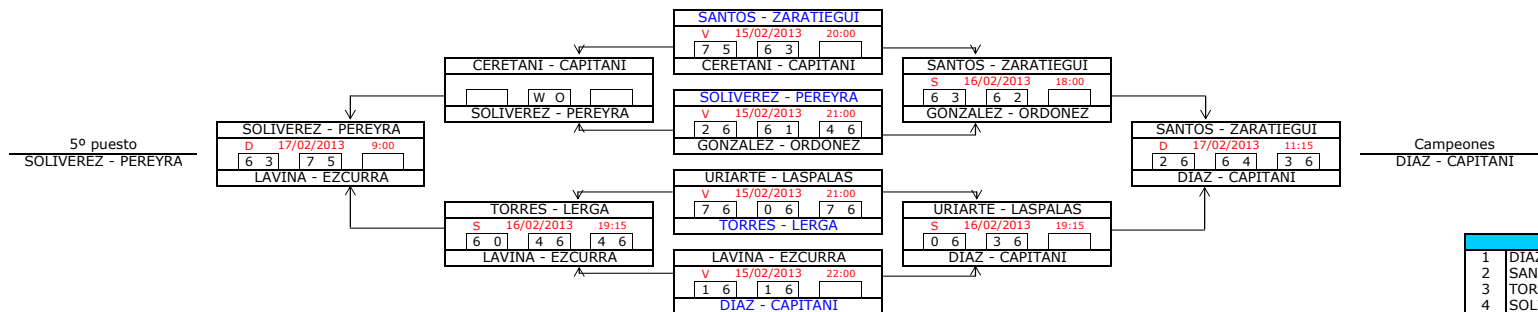 SANTOS - ZARATIEGUI
V 15/02/2013 20:00
7 5 6 3
CERETANI - CAPITANI
CERETANI - CAPITANI
W O
SOLIVEREZ - PEREYRA
SANTOS - ZARATIEGUI
S 16/02/2013 18:00
6 3 6 2
GONZALEZ - ORDOÑEZ
SOLIVEREZ - PEREYRA
V 15/02/2013 21:00
2 6 6 1 4 6
GONZALEZ - ORDOÑEZ
5º puesto
SOLIVEREZ - PEREYRA
SOLIVEREZ - PEREYRA
D 17/02/2013 9:00
6 3 7 5
LAVIÑA - EZCURRA
SANTOS - ZARATIEGUI
D 17/02/2013 11:15
2 6 6 4 3 6
DIAZ - CAPITANI
Campeones
DIAZ - CAPITANI
URIARTE - LASPALAS
V 15/02/2013 21:00
7 6 0 6 7 6
TORRES - LERGA
TORRES - LERGA
S 16/02/2013 19:15
6 0 4 6 4 6
LAVIÑA - EZCURRA
URIARTE - LASPALAS
S 16/02/2013 19:15
0 6 3 6
DIAZ - CAPITANI
LAVIÑA - EZCURRA
V 15/02/2013 22:00
1 6 1 6
DIAZ - CAPITANI
1 DIAZ
2 SAN
3 TOR
4 SOL